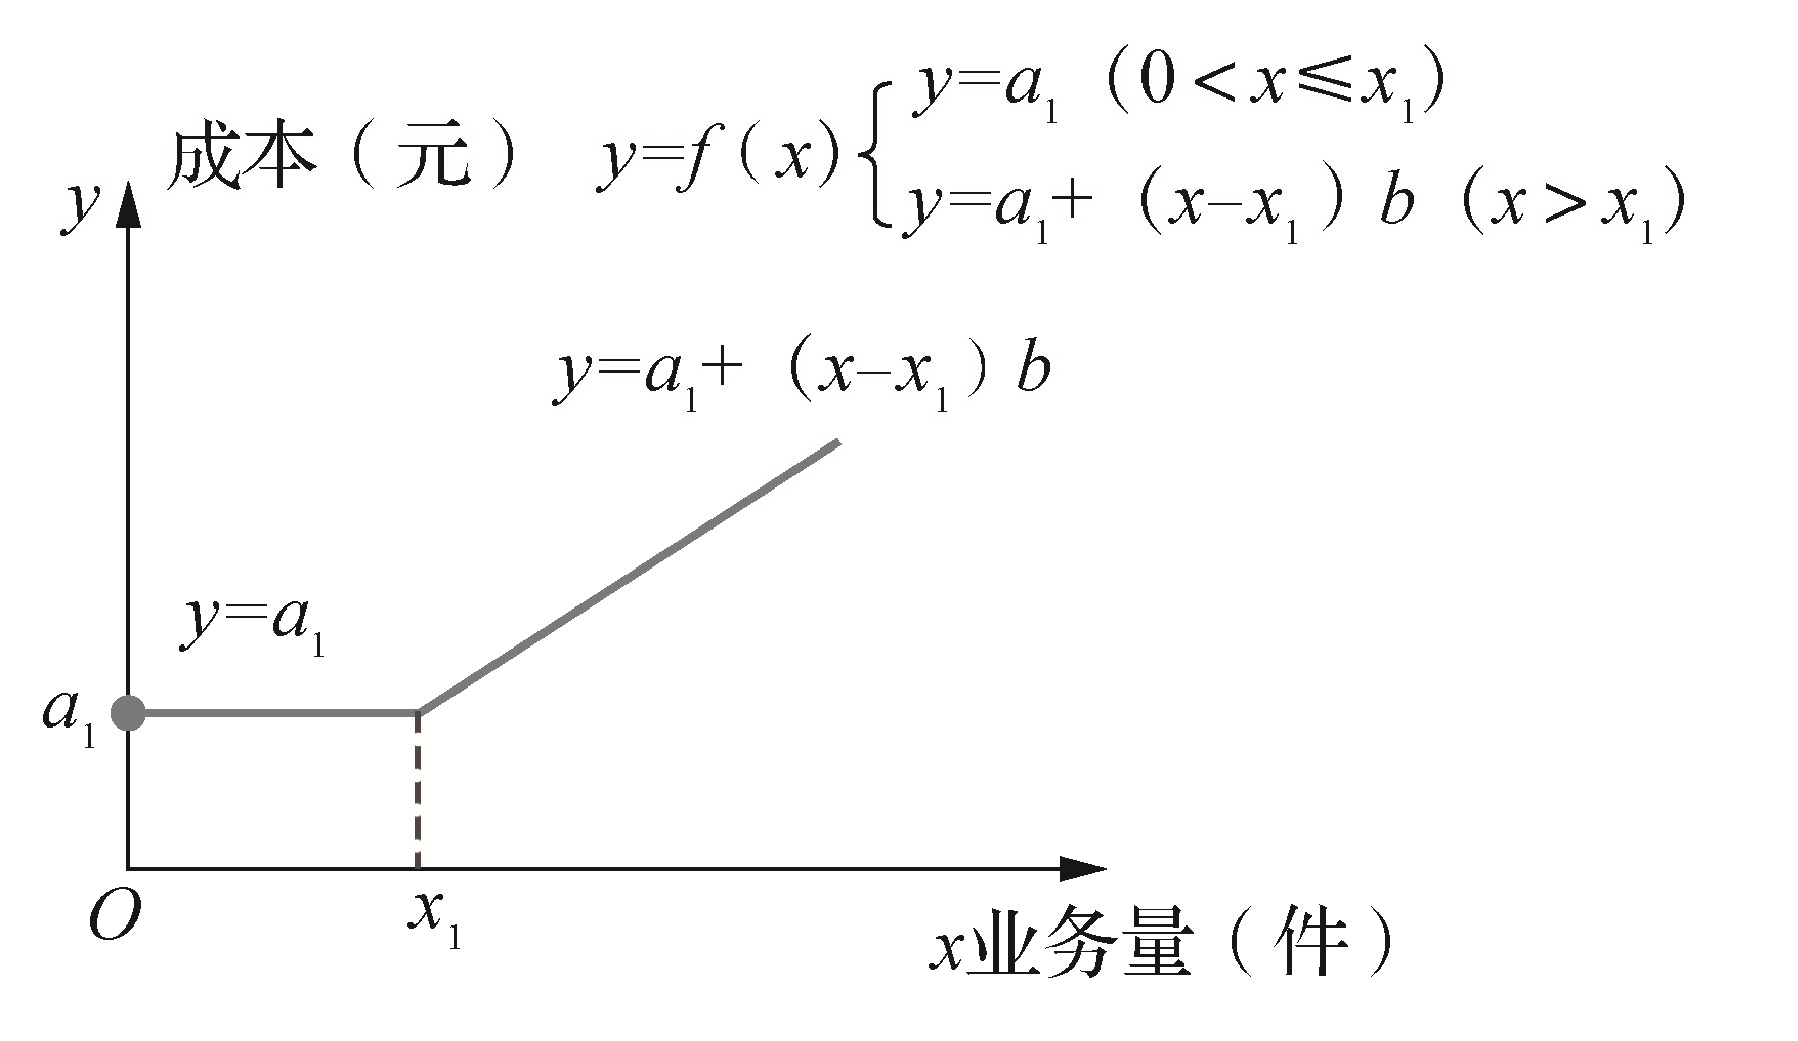 y=a₁（0＜x≤x₁）
成本（元） y=f（x）
y=a₁+（x–x₁）b（x＞x₁）
y
y=a₁+（x–x₁）b
y=a₁
a₁
O
x₁
x业务量（件）